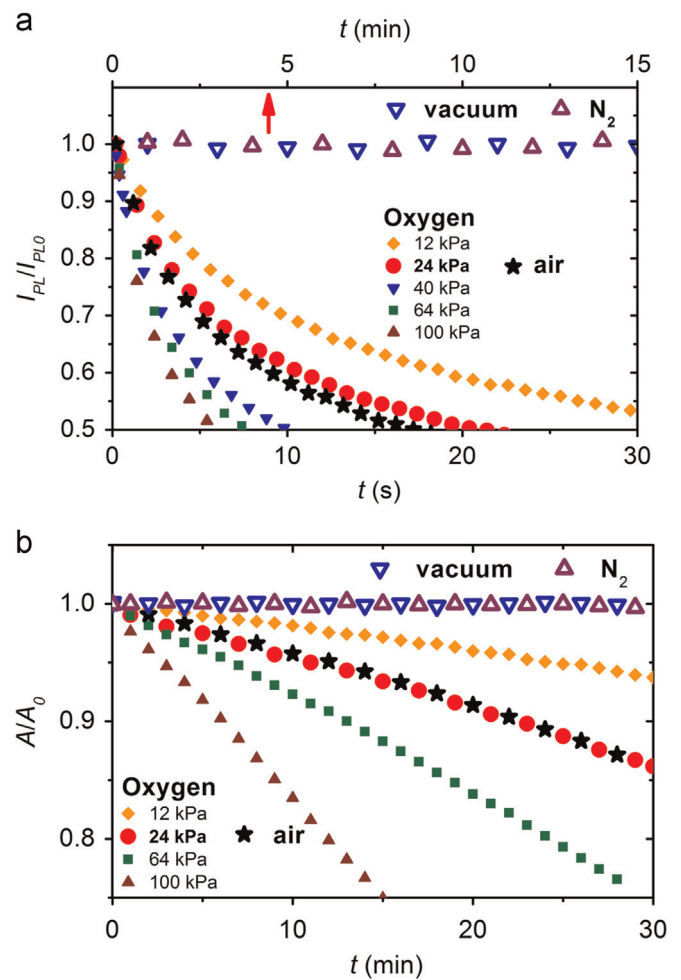 a
t (min)
0 5 10 15
vacuum N₂
1.0
0.9
0.8
0.7
0.6
0.5
I_PL/I_PL0
Oxygen
12 kPa
24 kPa air
40 kPa
64 kPa
100 kPa
0 10 20 30
t (s)
b
vacuum N₂
1.0
0.9
0.8
A/A₀
Oxygen
12 kPa
24 kPa air
64 kPa
100 kPa
0 10 20 30
t (min)